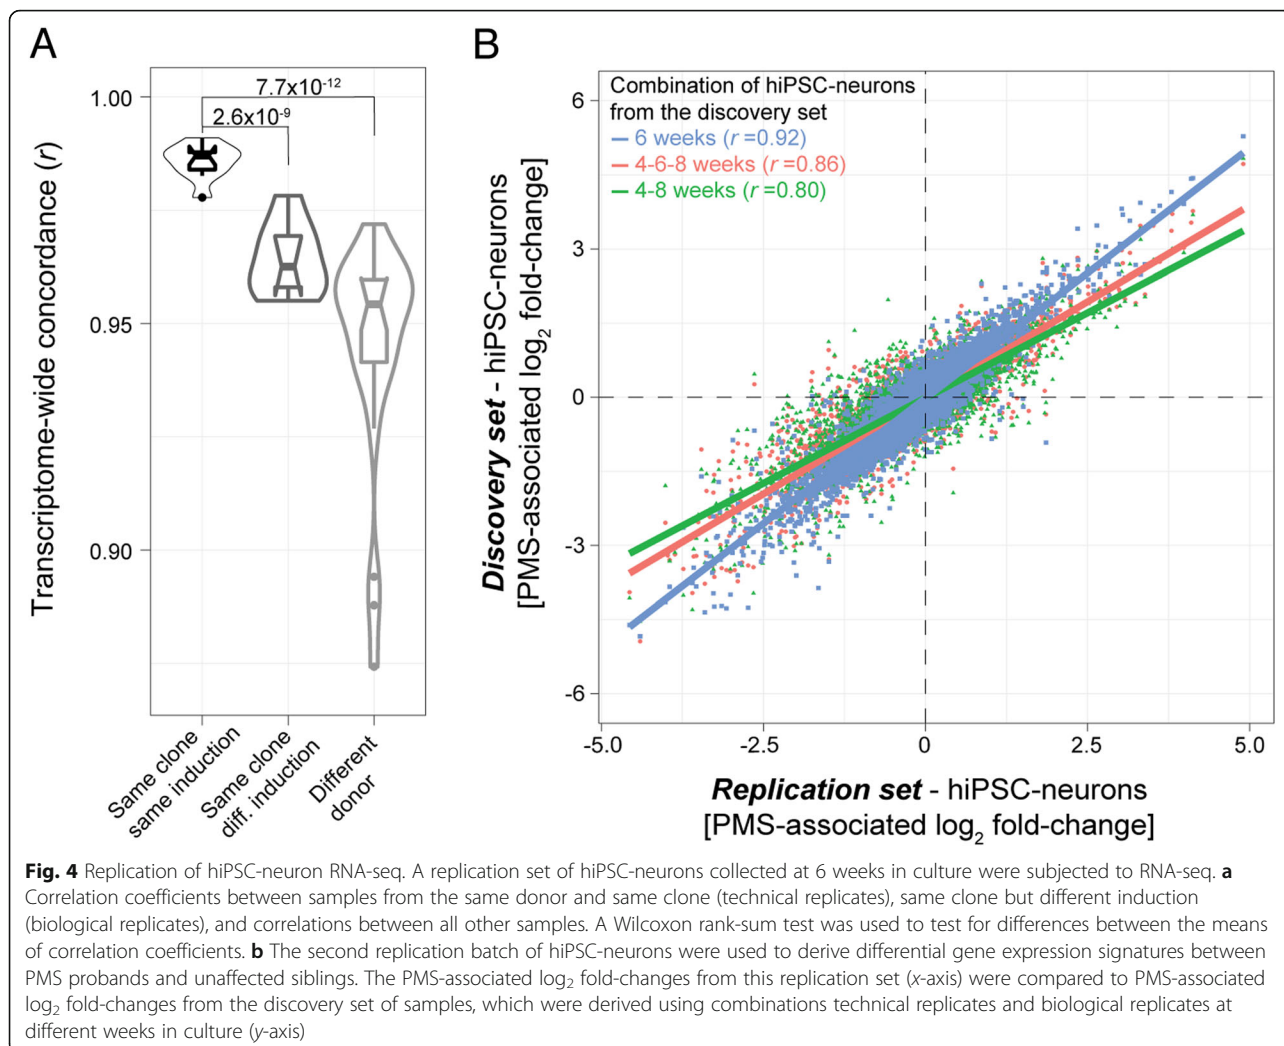 A
B
Transcriptome-wide concordance (r)
1.00
0.95
0.90
7.7x10-12
2.6x10-9
Same clone
same induction
Same clone
diff. induction
Different
donor
Discovery set - hiPSC-neurons
[PMS-associated log2 fold-change]
6
3
0
-3
-6
Combination of hiPSC-neurons
from the discovery set
6 weeks (r =0.92)
4-6-8 weeks (r =0.86)
4-8 weeks (r =0.80)
-5.0
-2.5
0
2.5
5.0
Replication set - hiPSC-neurons
[PMS-associated log2 fold-change]
Fig. 4 Replication of hiPSC-neuron RNA-seq. A replication set of hiPSC-neurons collected at 6 weeks in culture were subjected to RNA-seq. a
Correlation coefficients between samples from the same donor and same clone (technical replicates), same clone but different induction
(biological replicates), and correlations between all other samples. A Wilcoxon rank-sum test was used to test for differences between the means
of correlation coefficients. b The second replication batch of hiPSC-neurons were used to derive differential gene expression signatures between
PMS probands and unaffected siblings. The PMS-associated log2 fold-changes from this replication set (x-axis) were compared to PMS-associated
log2 fold-changes from the discovery set of samples, which were derived using combinations technical replicates and biological replicates at
different weeks in culture (y-axis)